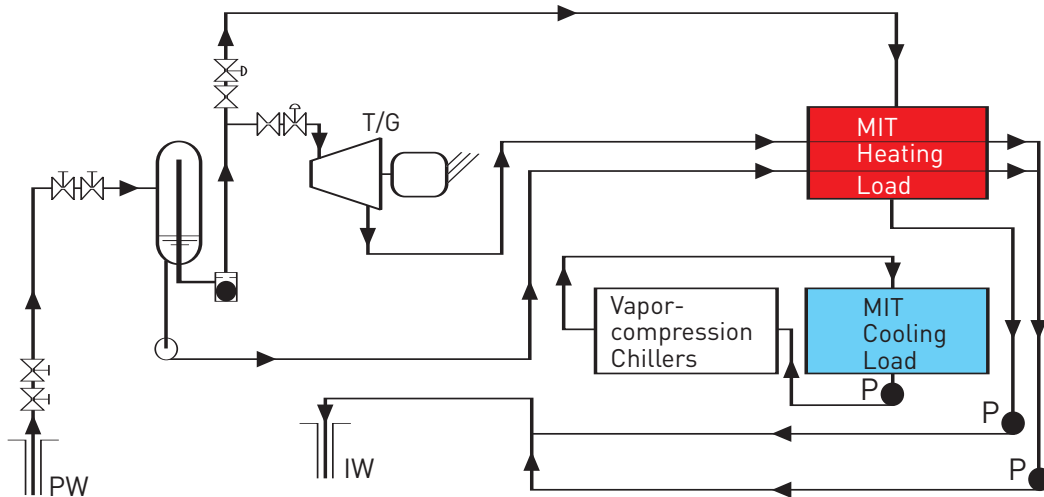 T/G
MIT
Heating
Load
Vapor-
compression
Chillers
MIT
Cooling
Load
P
P
P
PW
IW